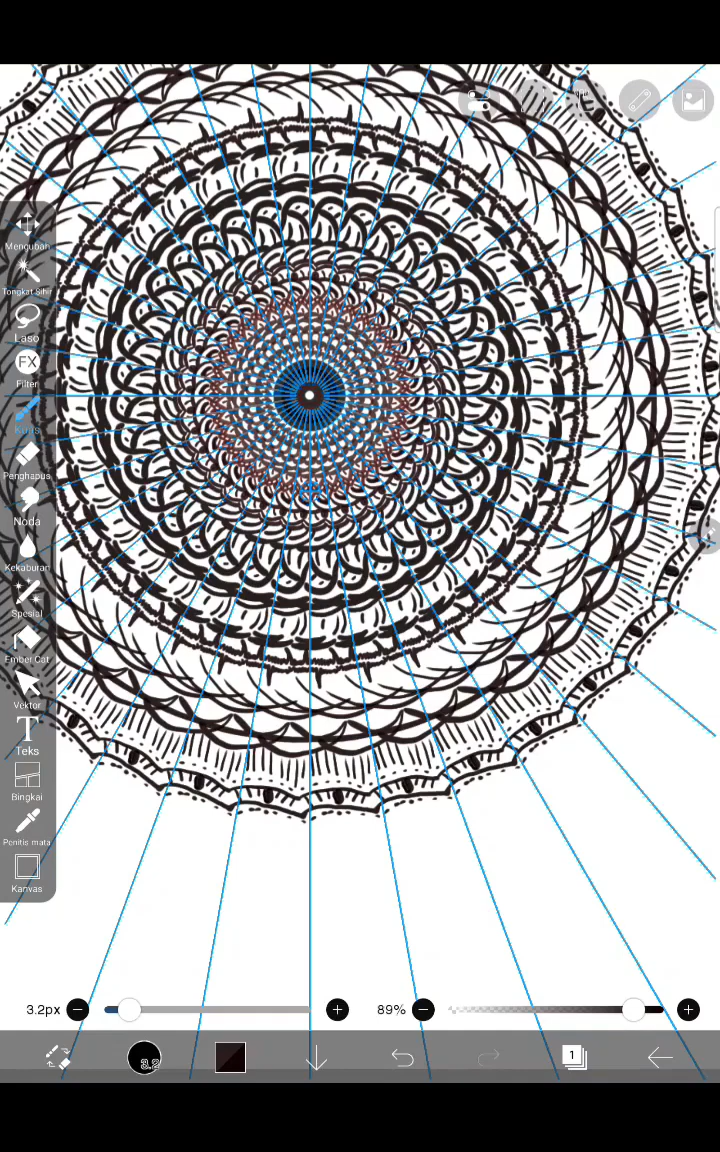 Mengubah
Tongkat Sihir
Laso
FX
Filter
Kuas
Penghapus
Noda
Kekaburan
Spesial
Ember Cat
Vektor
T
Teks
Bingkai
Penitis mata
Kanvas
3.2px
89%
3.2
1